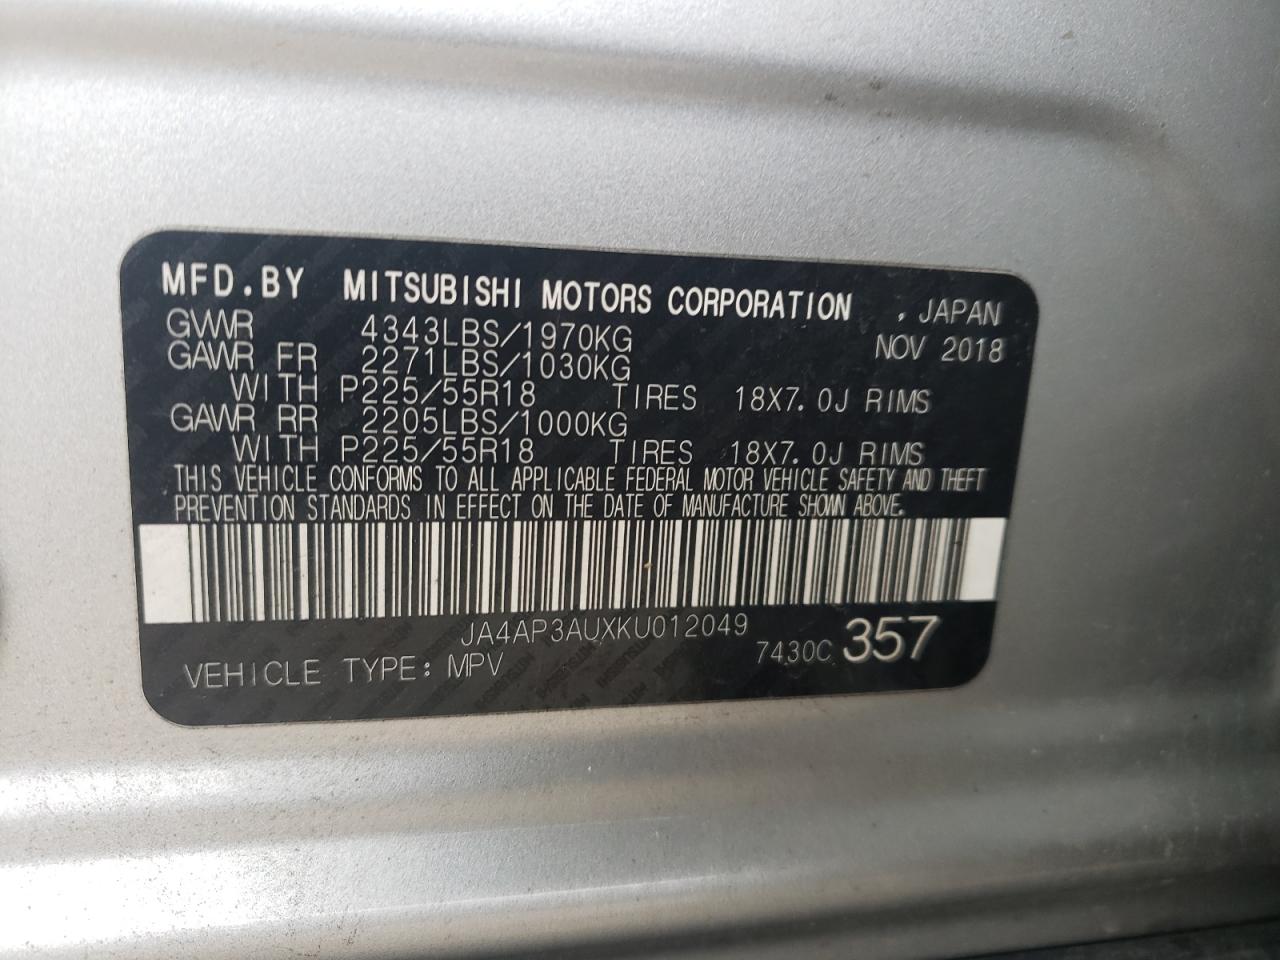 MFD.BY MITSUBISHI MOTORS CORPORATION , JAPAN
GVWR 4343LBS/1970KG NOV 2018
GAWR FR 2271LBS/1030KG
WITH P225/55R18 TIRES 18X7.0J RIMS
GAWR RR 2205LBS/1000KG
WITH P225/55R18 TIRES 18X7.0J RIMS
THIS VEHICLE CONFORMS TO ALL APPLICABLE FEDERAL MOTOR VEHICLE SAFETY AND THEFT
PREVENTION STANDARDS IN EFFECT ON THE DATE OF MANUFACTURE SHOWN ABOVE.
JA4AP3AUXKU012049
VEHICLE TYPE: MPV 7430C 357